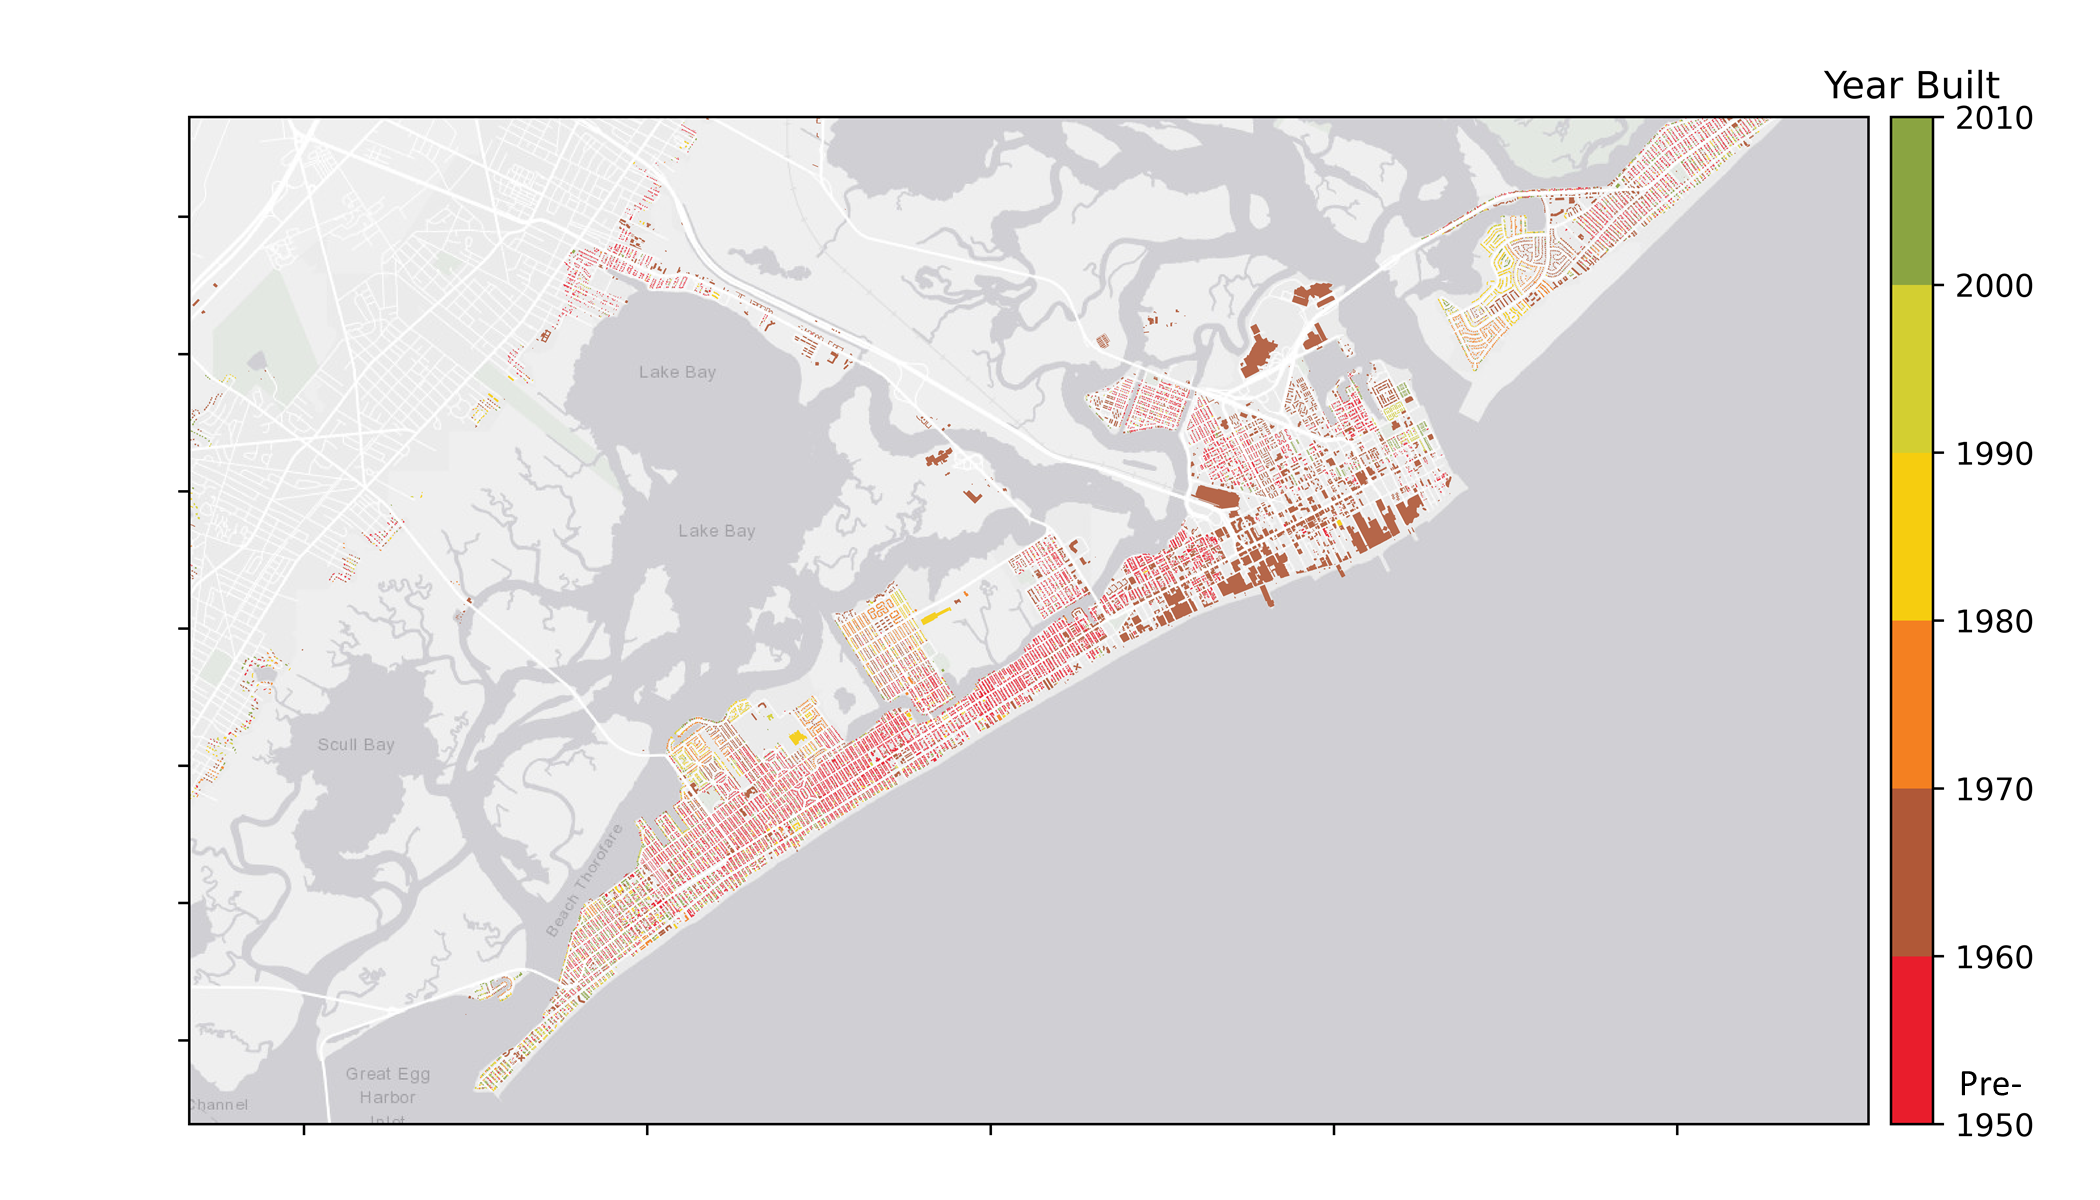 Year Built
2010
2000
1990
1980
1970
1960
Pre-
1950
Lake Bay
Lake Bay
Scull Bay
Beach Thorofare
Great Egg
Harbor
Inlet
Channel